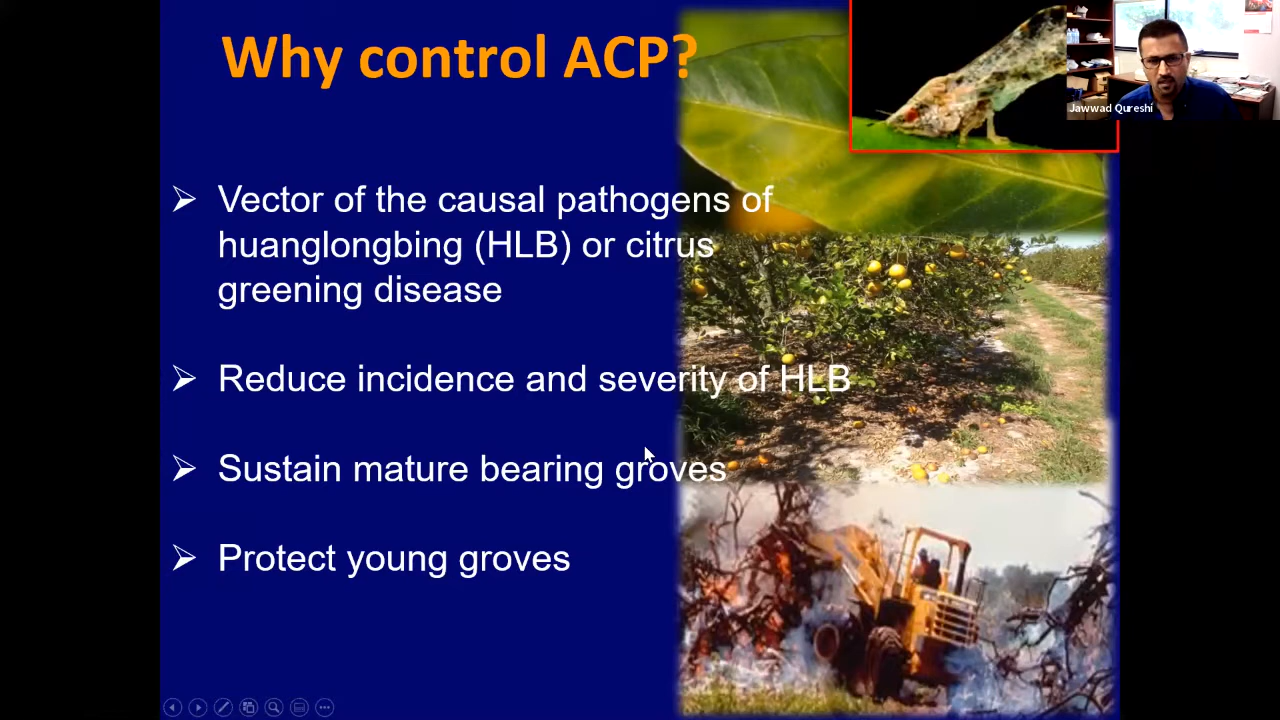 Why control ACP?
Jawwad Qureshi
Vector of the causal pathogens of
huanglongbing (HLB) or citrus
greening disease
Reduce incidence and severity of HLB
Sustain mature bearing groves
Protect young groves